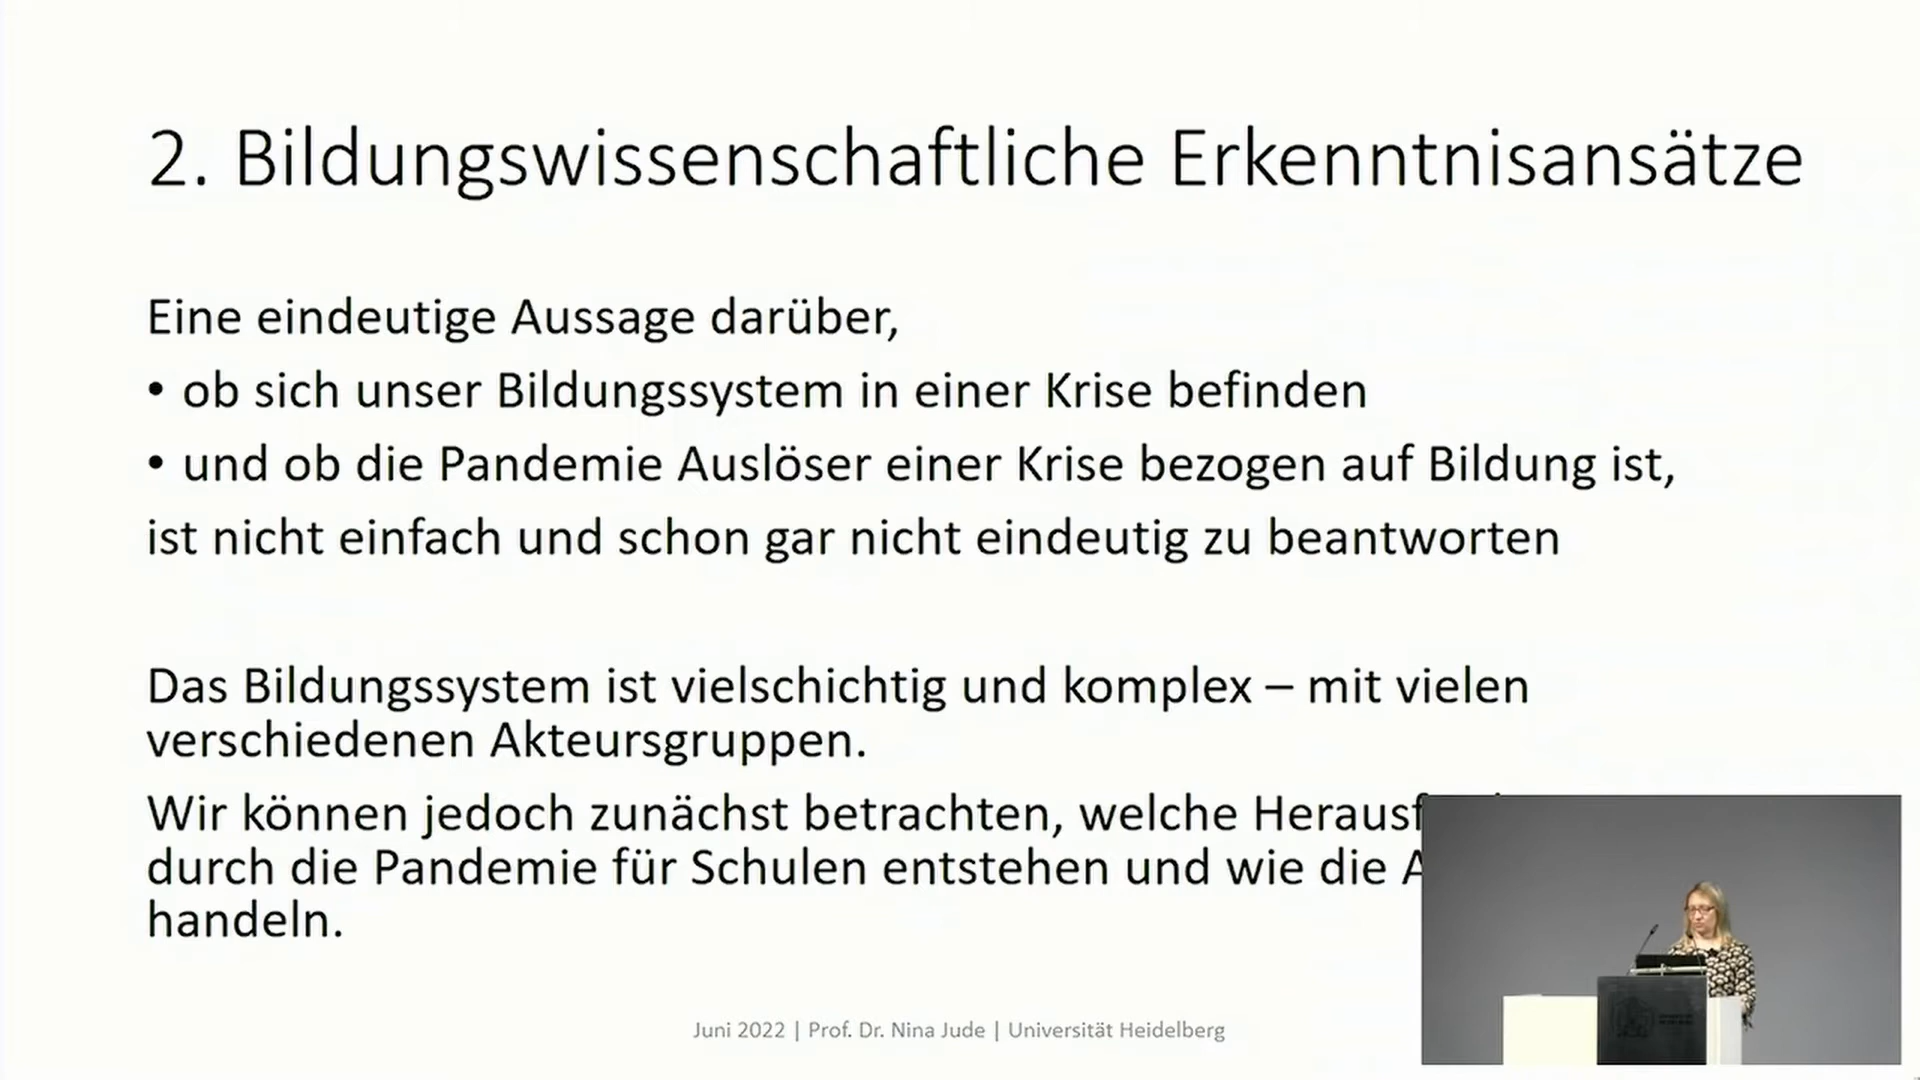 2. Bildungswissenschaftliche Erkenntnisansätze
Eine eindeutige Aussage darüber,
• ob sich unser Bildungssystem in einer Krise befinden
• und ob die Pandemie Auslöser einer Krise bezogen auf Bildung ist,
ist nicht einfach und schon gar nicht eindeutig zu beantworten
Das Bildungssystem ist vielschichtig und komplex – mit vielen
verschiedenen Akteursgruppen.
Wir können jedoch zunächst betrachten, welche
durch die Pandemie für Schulen entstehen und wie die
handeln.
Juni 2022 | Prof. Dr. Nina Jude | Universität Heidelberg